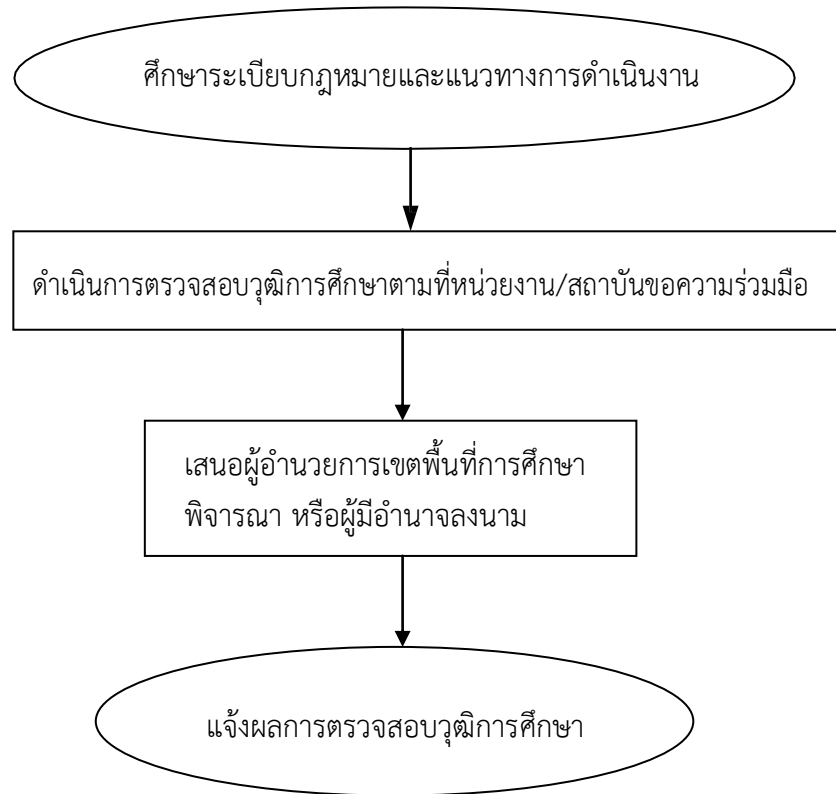 ศึกษาระเบียบกฎหมายและแนวทางการดำเนินงาน
ดำเนินการตรวจสอบวุฒิการศึกษาตามที่หน่วยงาน/สถาบันขอความร่วมมือ
เสนอผู้อำนวยการเขตพื้นที่การศึกษา
พิจารณา หรือผู้มีอำนาจลงนาม
แจ้งผลการตรวจสอบวุฒิการศึกษา